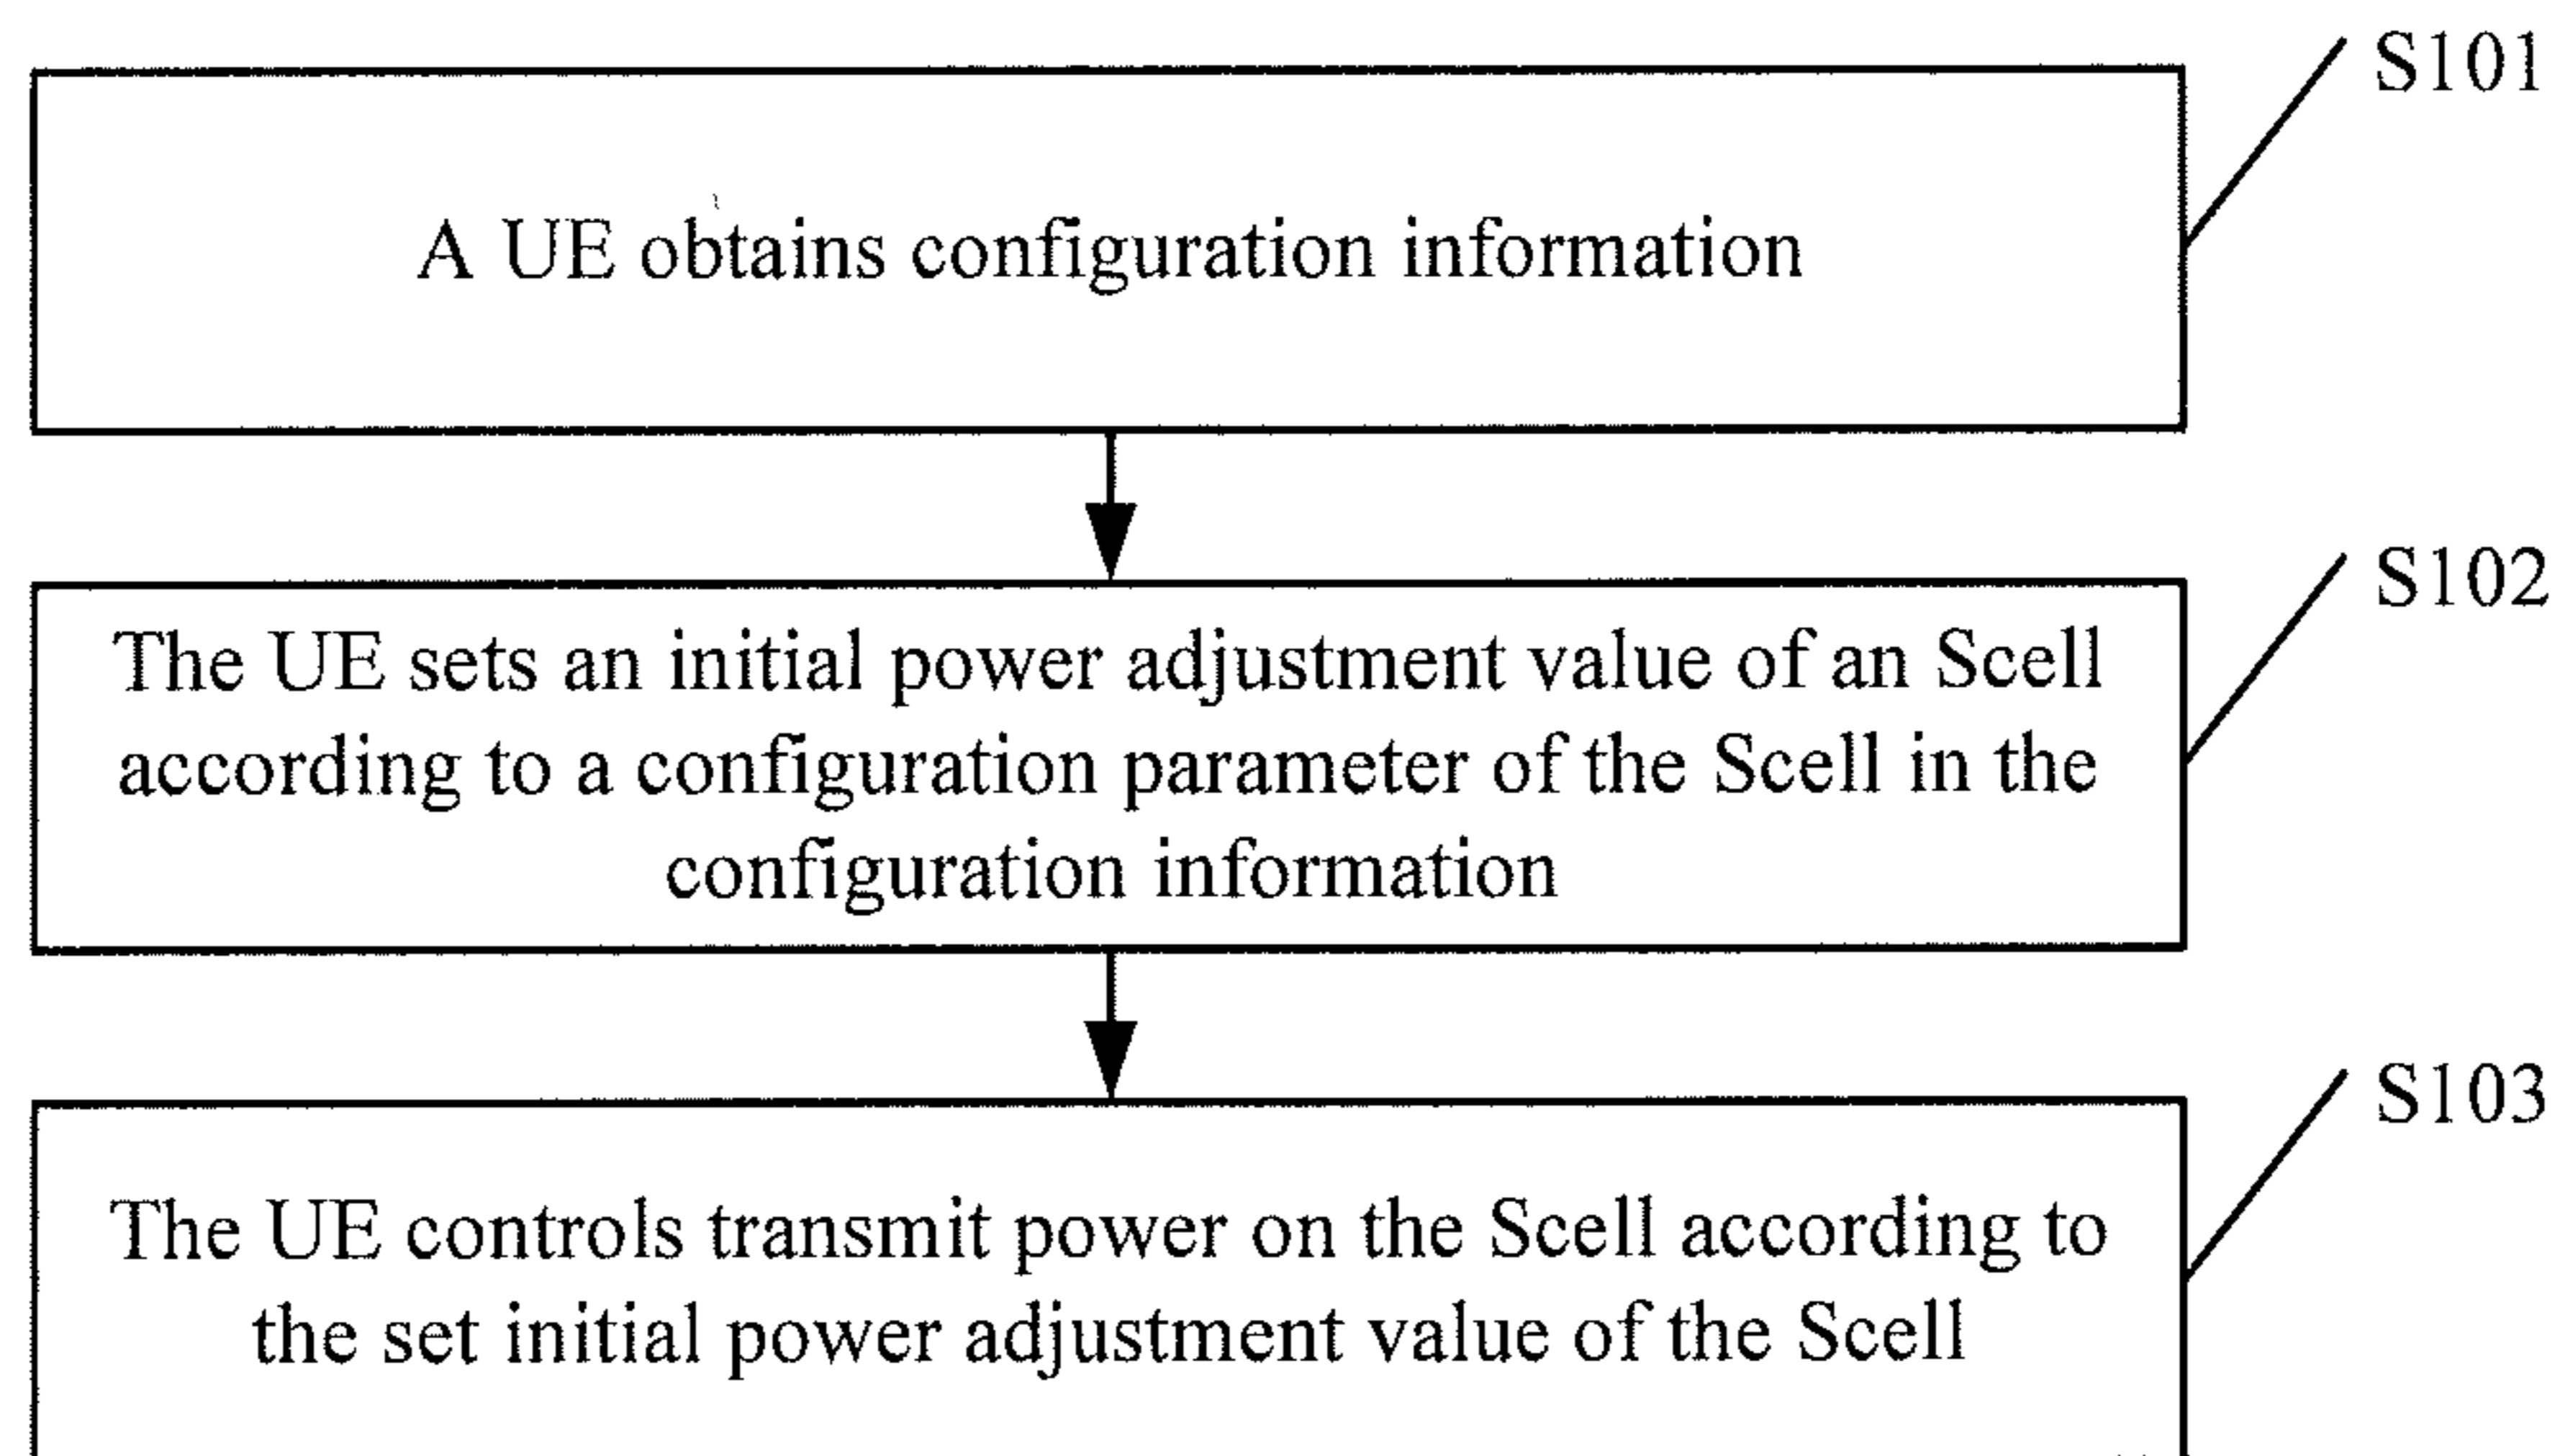 S101
A UE obtains configuration information
S102
The UE sets an initial power adjustment value of an Scell
according to a configuration parameter of the Scell in the
configuration information
S103
The UE controls transmit power on the Scell according to
the set initial power adjustment value of the Scell